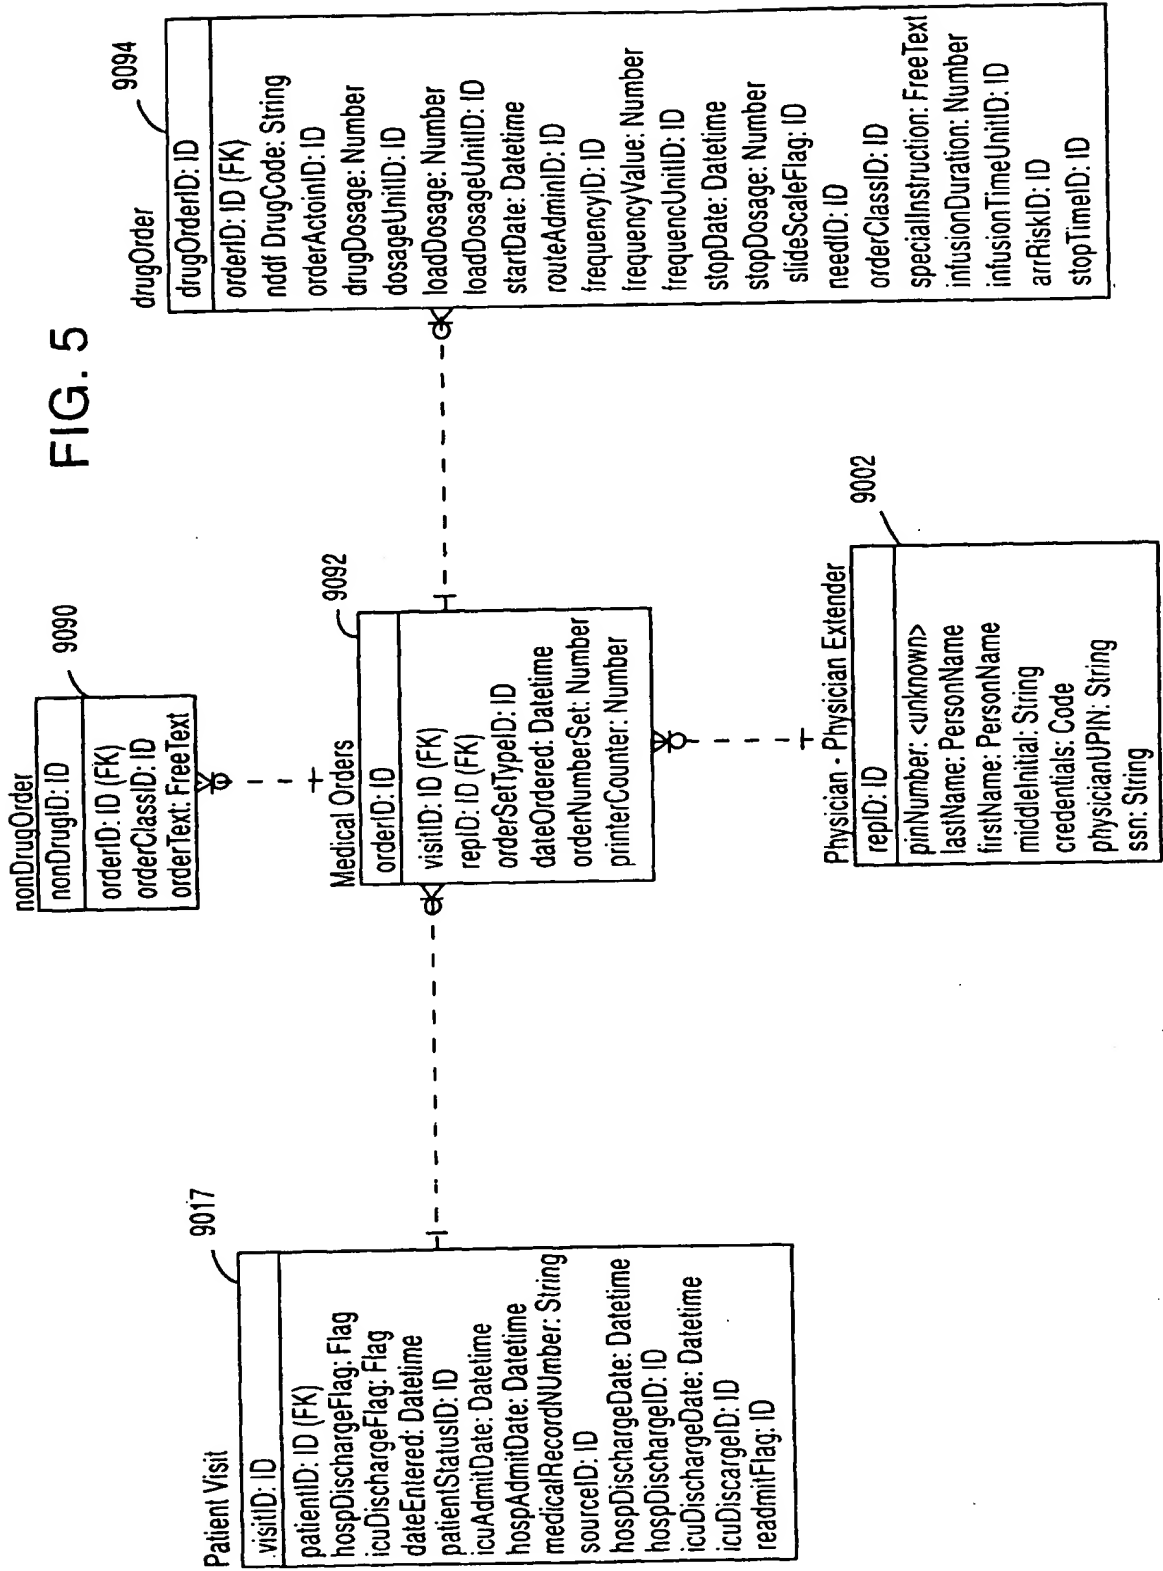 FIG. 5
nonDrugOrder
9090
nonDrugID: ID
orderID: ID (FK)
orderClassID: ID
orderText: FreeText
drugOrder
9094
drugOrderID: ID
orderID: ID (FK)
nddf DrugCode: String
orderActoinID: ID
drugDosage: Number
dosageUnitID: ID
loadDosage: Number
loadDosageUnitID: ID
startDate: Datetime
routeAdminID: ID
frequencyID: ID
frequencyValue: Number
frequencUnitID: ID
stopDate: Datetime
stopDosage: Number
slideScaleFlag: ID
needID: ID
orderClassID: ID
specialInstruction: FreeText
infusionDuration: Number
infusionTimeUnitID: ID
arrRiskID: ID
stopTimeID: ID
Medical Orders
9092
orderID: ID
visitID: ID (FK)
repID: ID (FK)
orderSetTypeID: ID
dateOrdered: Datetime
orderNumberSet: Number
printerCounter: Number
Patient Visit
9017
visitID: ID
patientID: ID (FK)
hospDischargeFlag: Flag
icuDischargeFlag: Flag
dateEntered: Datetime
patientStatusID: ID
icuAdmitDate: Datetime
hospAdmitDate: Datetime
medicalRecordNUmber: String
sourceID: ID
hospDischargeDate: Datetime
hospDischargeID: ID
icuDischargeDate: Datetime
icuDiscargeID: ID
readmitFlag: ID
Physician - Physician Extender
9002
repID: ID
pinNumber: <unknown>
lastName: PersonName
firstName: PersonName
middleInitial: String
credentials: Code
physicianUPIN: String
ssn: String